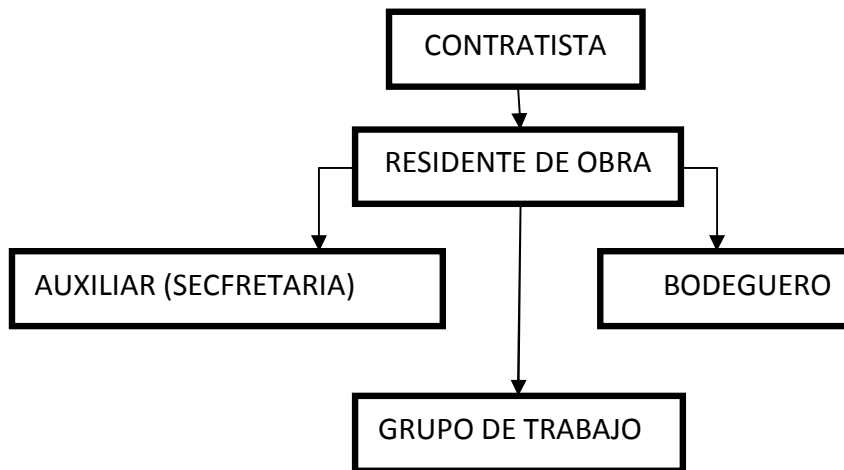 CONTRATISTA
RESIDENTE DE OBRA
AUXILIAR (SECFRETARIA)
BODEGUERO
GRUPO DE TRABAJO